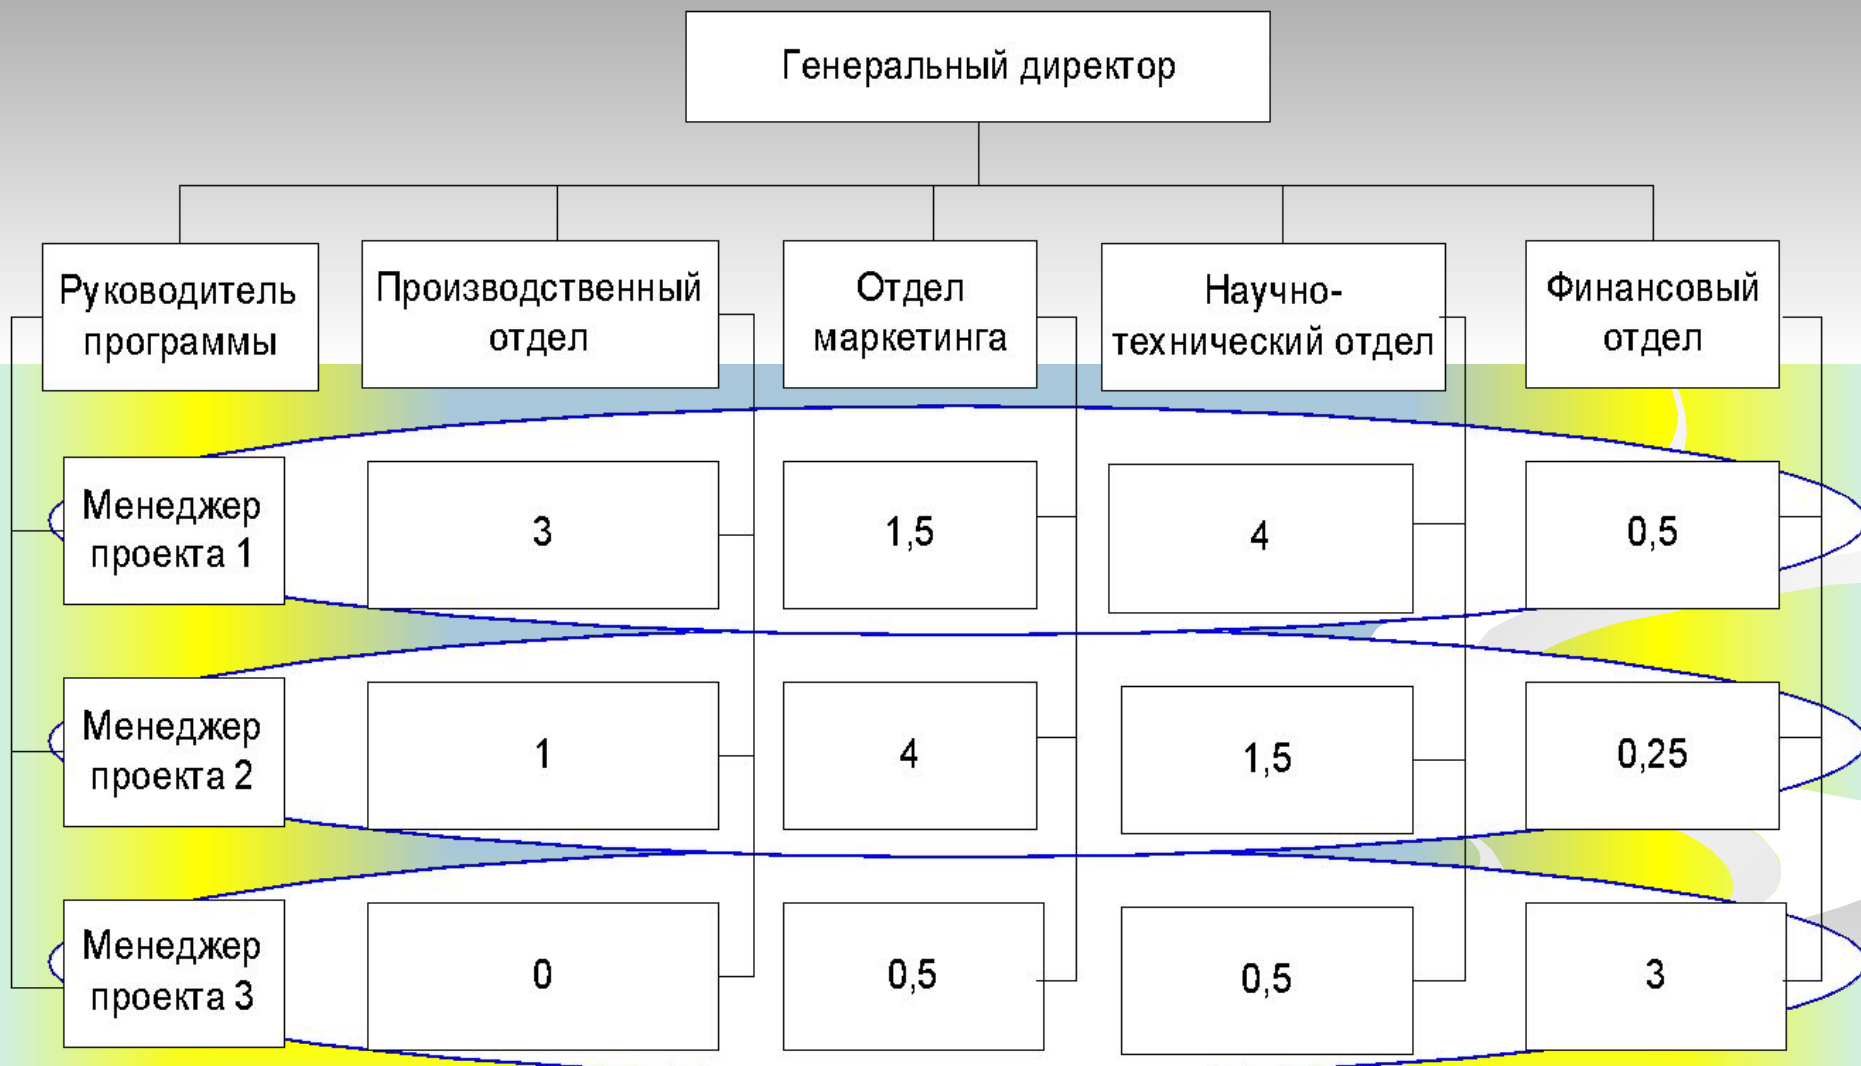 Генеральный директор
Руководитель
программы
Производственный
отдел
Отдел
маркетинга
Научно-
технический отдел
Финансовый
отдел
Менеджер
проекта 1
3
1,5
4
0,5
Менеджер
проекта 2
1
4
1,5
0,25
Менеджер
проекта 3
0
0,5
0,5
3